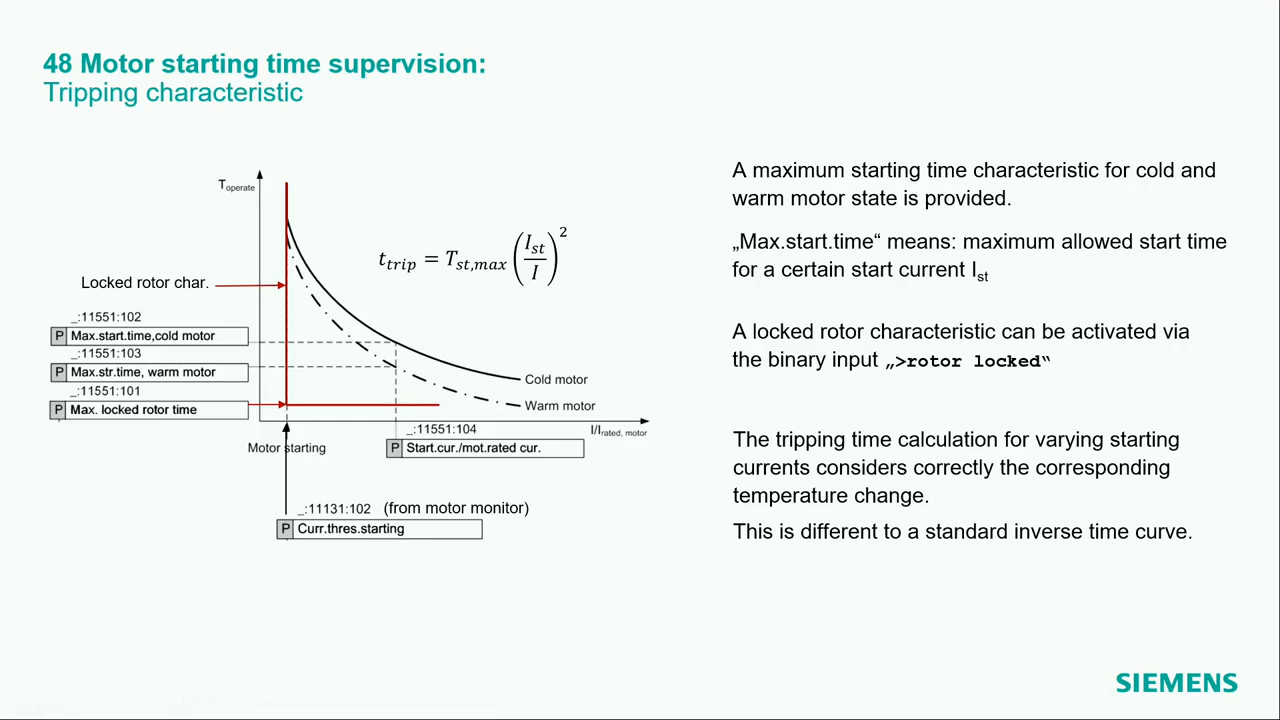 48 Motor starting time supervision:
Tripping characteristic
T_operate
t_trip = T_st,max (I_st / I)^2
Locked rotor char.
_:11551:102
P Max.start.time,cold motor
_:11551:103
P Max.str.time, warm motor
_:11551:101
P Max. locked rotor time
Cold motor
Warm motor
I/I_rated, motor
Motor starting
_:11551:104
P Start.cur./mot.rated cur.
_:11131:102 (from motor monitor)
P Curr.thres.starting
A maximum starting time characteristic for cold and
warm motor state is provided.
„Max.start.time“ means: maximum allowed start time
for a certain start current I_st
A locked rotor characteristic can be activated via
the binary input „>rotor locked“
The tripping time calculation for varying starting
currents considers correctly the corresponding
temperature change.
This is different to a standard inverse time curve.
SIEMENS